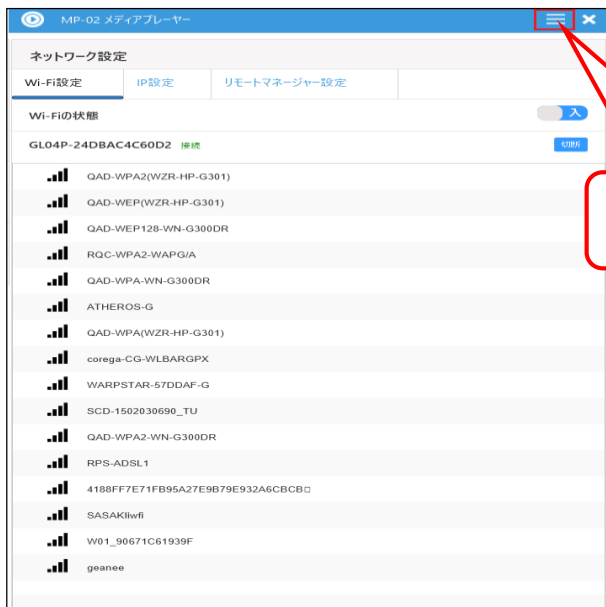 MP-02 メディアプレーヤー
ネットワーク設定
Wi-Fi設定 IP設定 リモートマネージャー設定
Wi-Fiの状態 入
GL04P-24DBAC4C60D2 接続 切断
QAD-WPA2(WZR-HP-G301)
QAD-WEP(WZR-HP-G301)
QAD-WEP128-WN-G300DR
RQC-WPA2-WAPG/A
QAD-WPA-WN-G300DR
ATHEROS-G
QAD-WPA(WZR-HP-G301)
corega-CG-WLBARGPX
WARPSTAR-57DDAF-G
SCD-1502030690_TU
QAD-WPA2-WN-G300DR
RPS-ADSL1
4188FF7E71FB95A27E9B79E932A6CBCB□
SASAKIiwfi
W01_90671C61939F
geanee